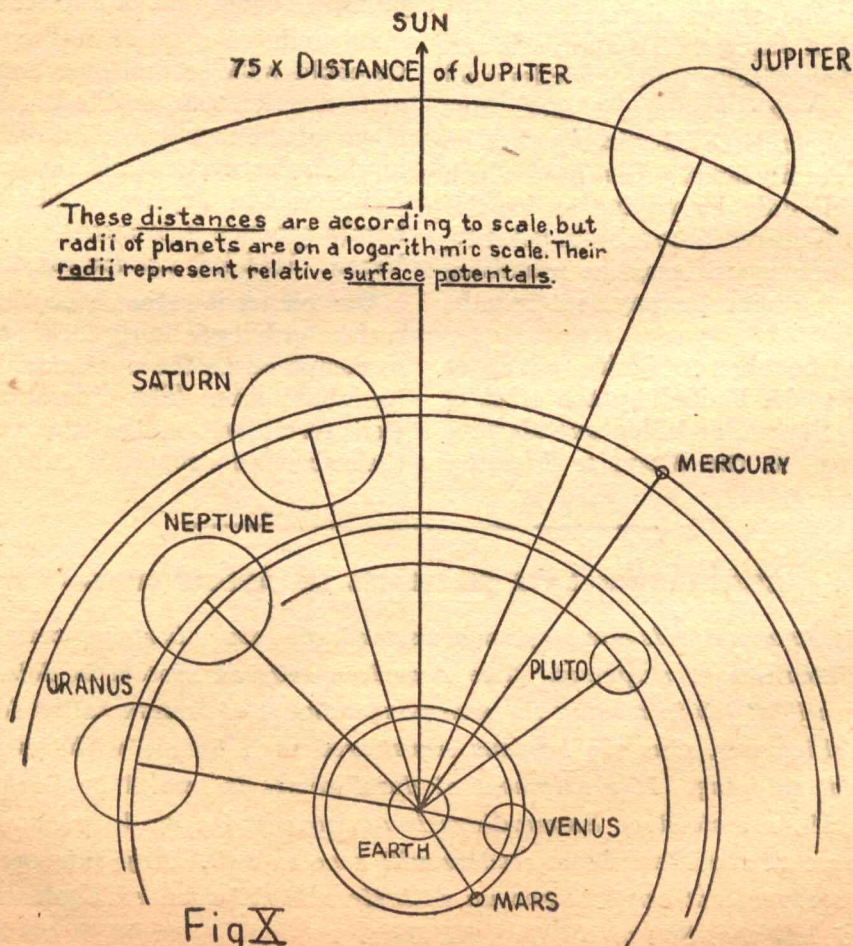 SUN
75 X DISTANCE of JUPITER
JUPITER
These distances are according to scale, but
radii of planets are on a logarithmic scale. Their
radii represent relative surface potentals.
SATURN
MERCURY
NEPTUNE
PLUTO
URANUS
VENUS
EARTH
MARS
Fig X